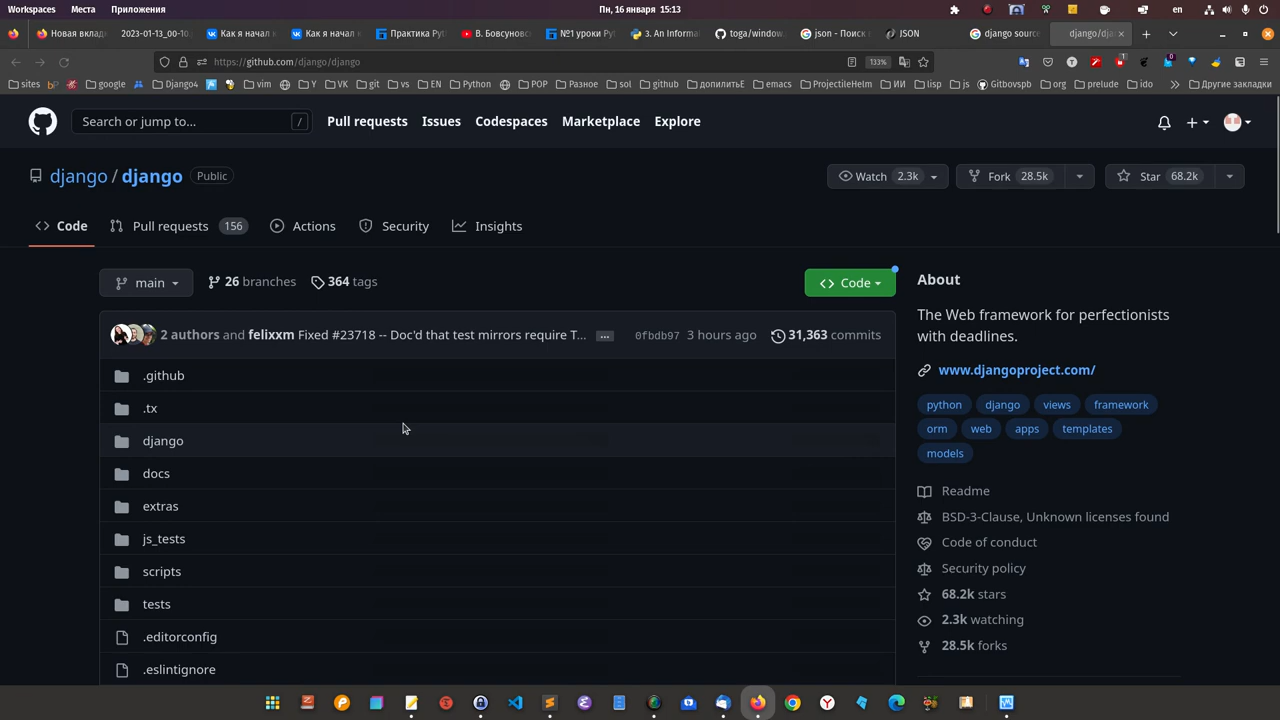 Workspaces Места Приложения Пн, 16 января 15:13 en
Новая вклад 2023-01-13_00-10. Как я начал Как я начал Практика Ру В. Бовсуновс №1 уроки Py 3. An Informa toga/window. json - Поиск JSON django source django/djan
https://github.com/django/django 133%
sites google Django4 vim Y VK git vs EN Python POP Разное sol github допилитьЕ emacs ProjectileHelm ИИ lisp js Gitbovspb org prelude ido Другие закладки
Search or jump to... / Pull requests Issues Codespaces Marketplace Explore
django / django Public Watch 2.3k Fork 28.5k Star 68.2k
Code Pull requests 156 Actions Security Insights
main 26 branches 364 tags Code
2 authors and felixxm Fixed #23718 -- Doc'd that test mirrors require T... ... 0fbdb97 3 hours ago 31,363 commits
.github
.tx
django
docs
extras
js_tests
scripts
tests
.editorconfig
.eslintignore
About
The Web framework for perfectionists
with deadlines.
www.djangoproject.com/
python django views framework
orm web apps templates
models
Readme
BSD-3-Clause, Unknown licenses found
Code of conduct
Security policy
68.2k stars
2.3k watching
28.5k forks